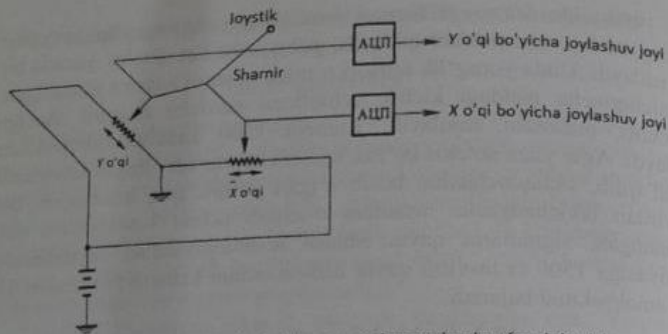 Joystik
АЦП
Y o'qi bo'yicha joylashuv joyi
Sharnir
АЦП
X o'qi bo'yicha joylashuv joyi
Y o'qi
X o'qi